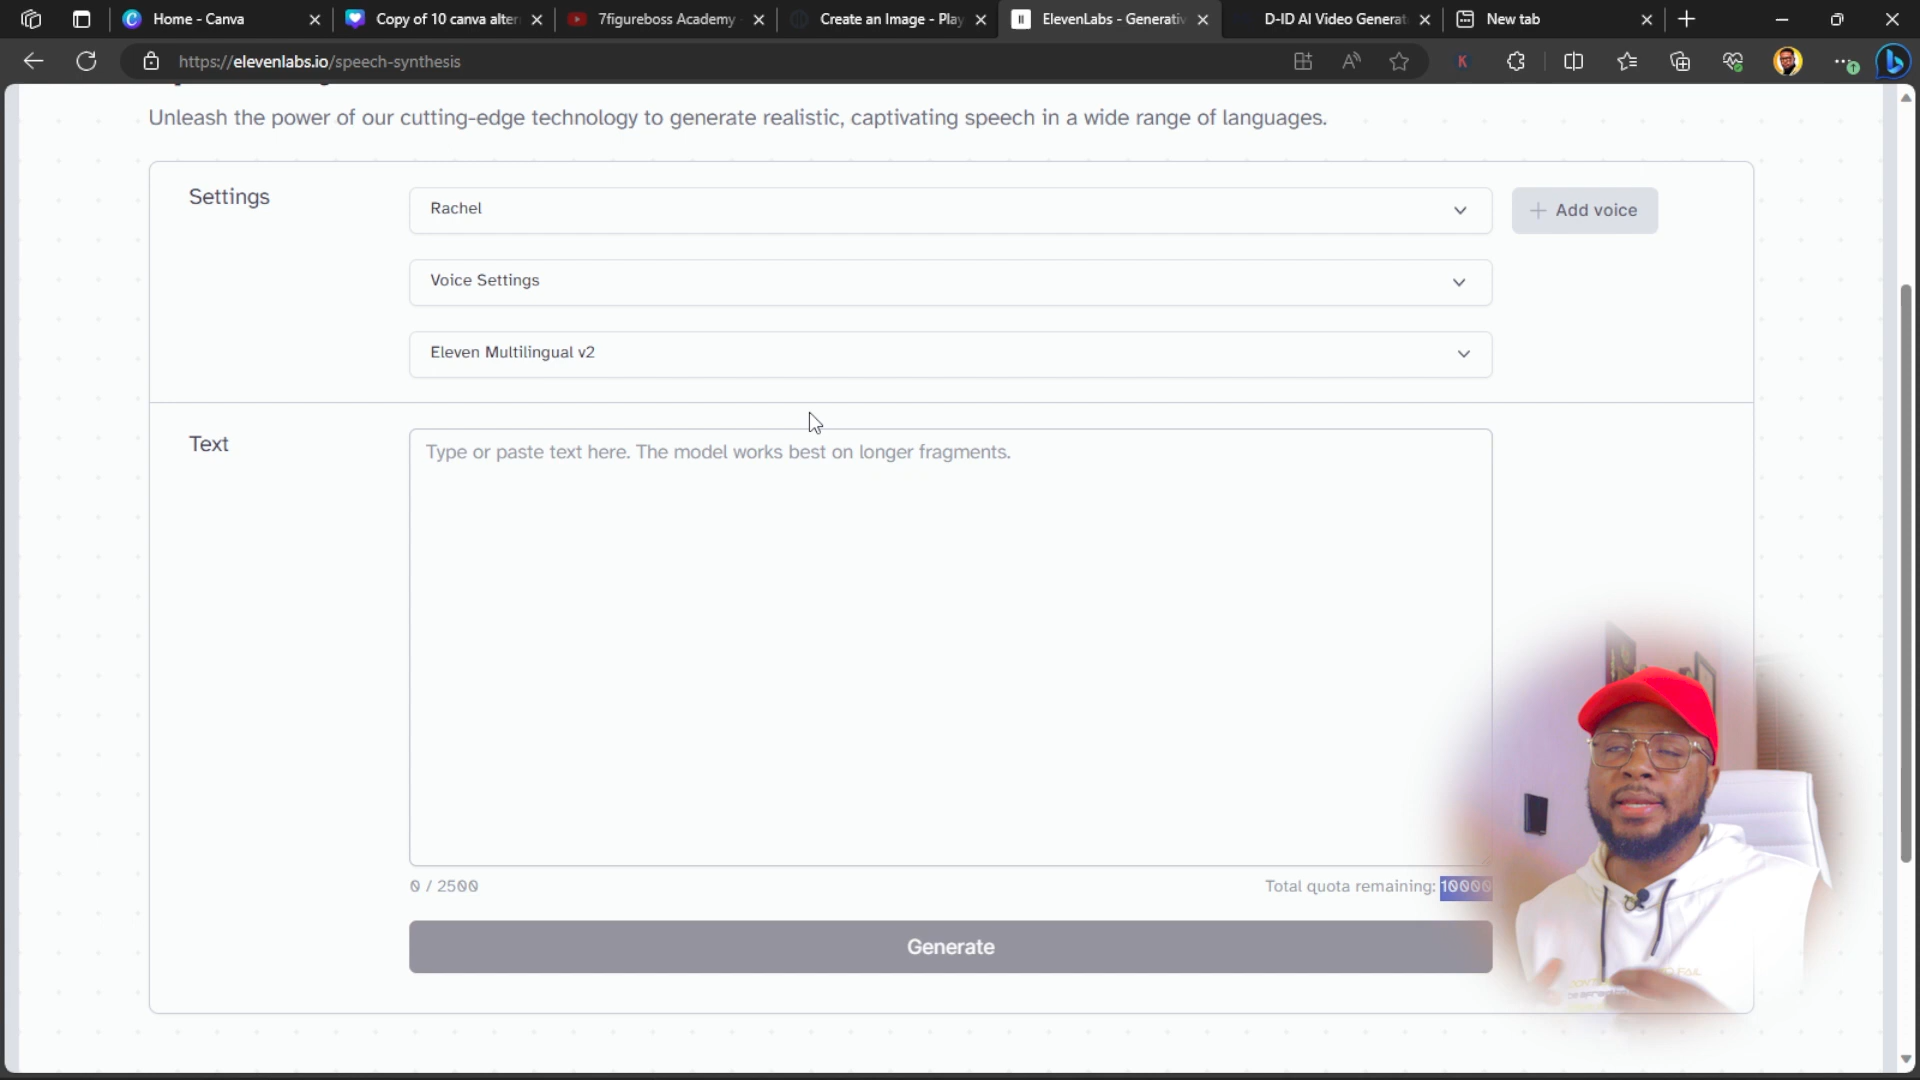 Home - Canva
Copy of 10 canva alter
7figureboss Academy
Create an Image - Play
ElevenLabs - Generativ
D-ID AI Video Generat
New tab
https://elevenlabs.io/speech-synthesis
Unleash the power of our cutting-edge technology to generate realistic, captivating speech in a wide range of languages.
Settings
Rachel
+ Add voice
Voice Settings
Eleven Multilingual v2
Text
Type or paste text here. The model works best on longer fragments.
0 / 2500
Total quota remaining: 10000
Generate